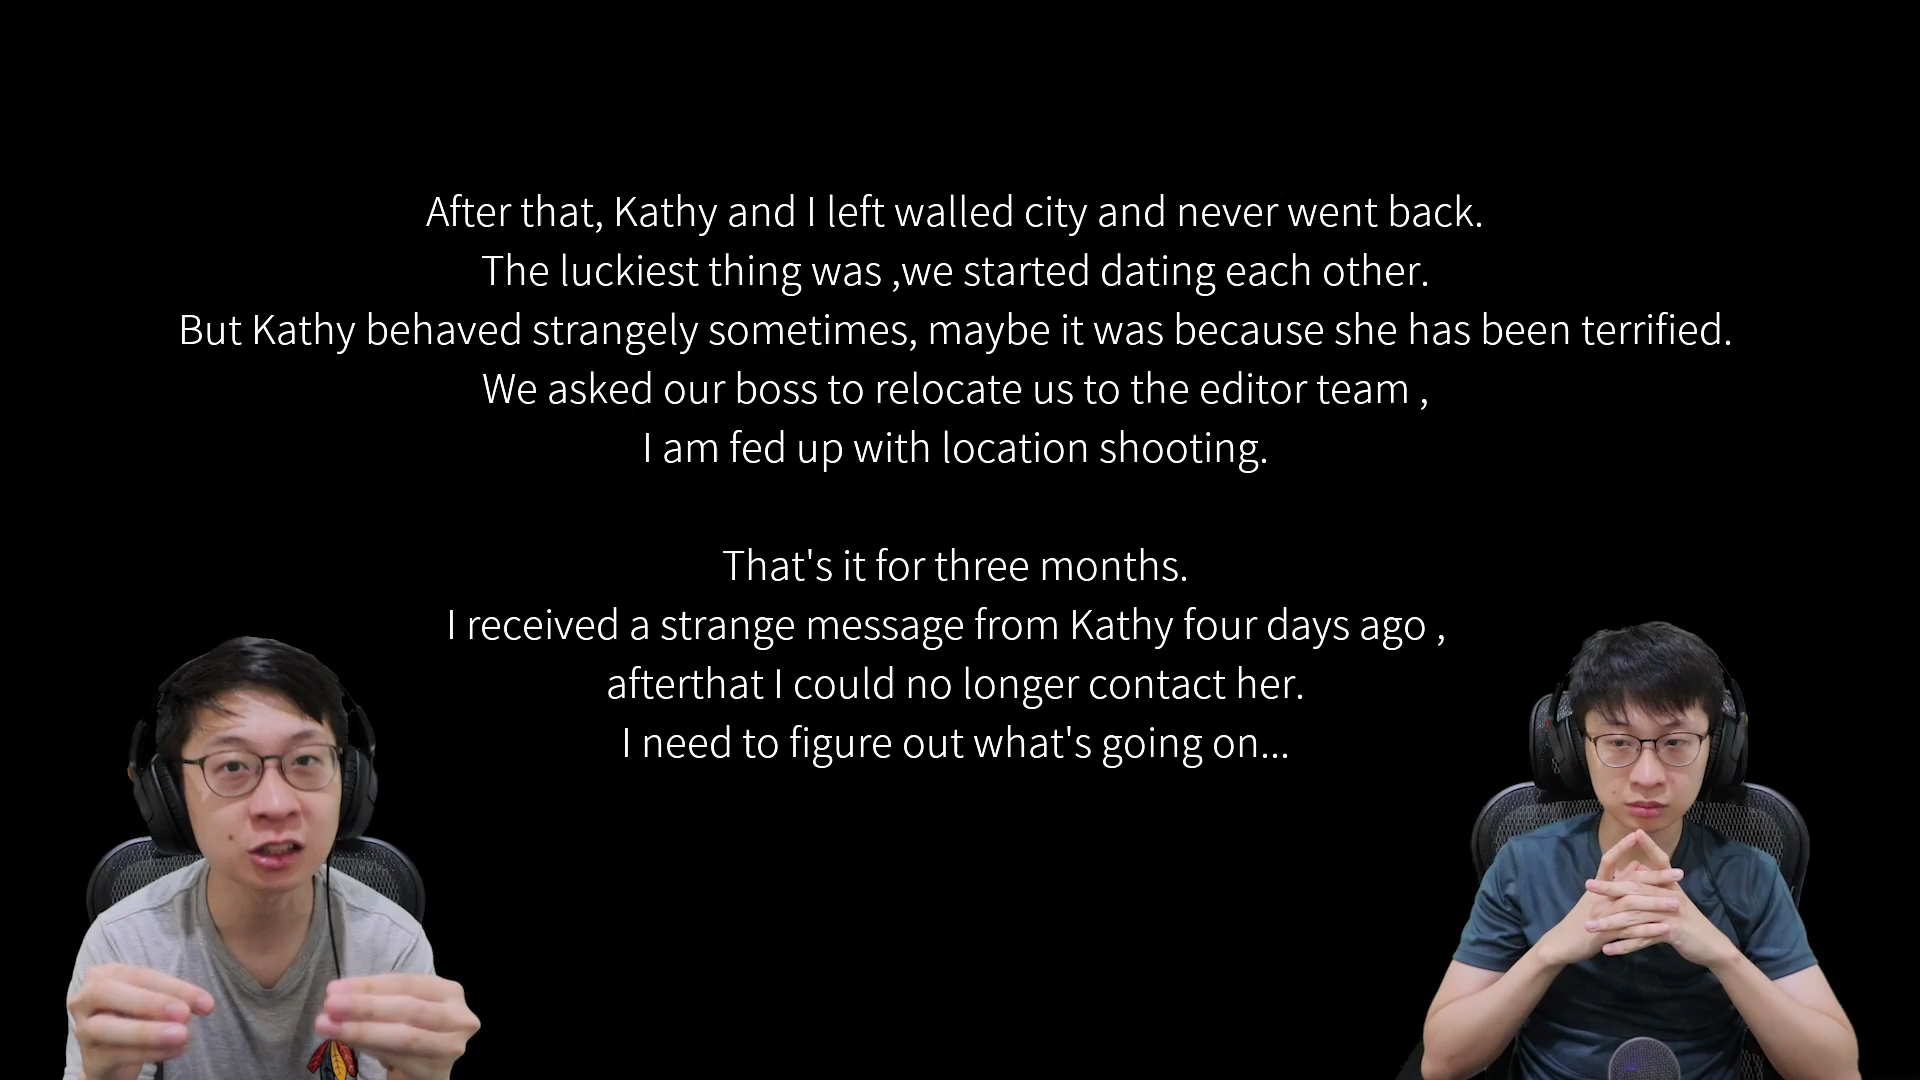 After that, Kathy and I left walled city and never went back.
The luckiest thing was ,we started dating each other.
But Kathy behaved strangely sometimes, maybe it was because she has been terrified.
We asked our boss to relocate us to the editor team ,
I am fed up with location shooting.
That's it for three months.
I received a strange message from Kathy four days ago ,
afterthat I could no longer contact her.
I need to figure out what's going on...